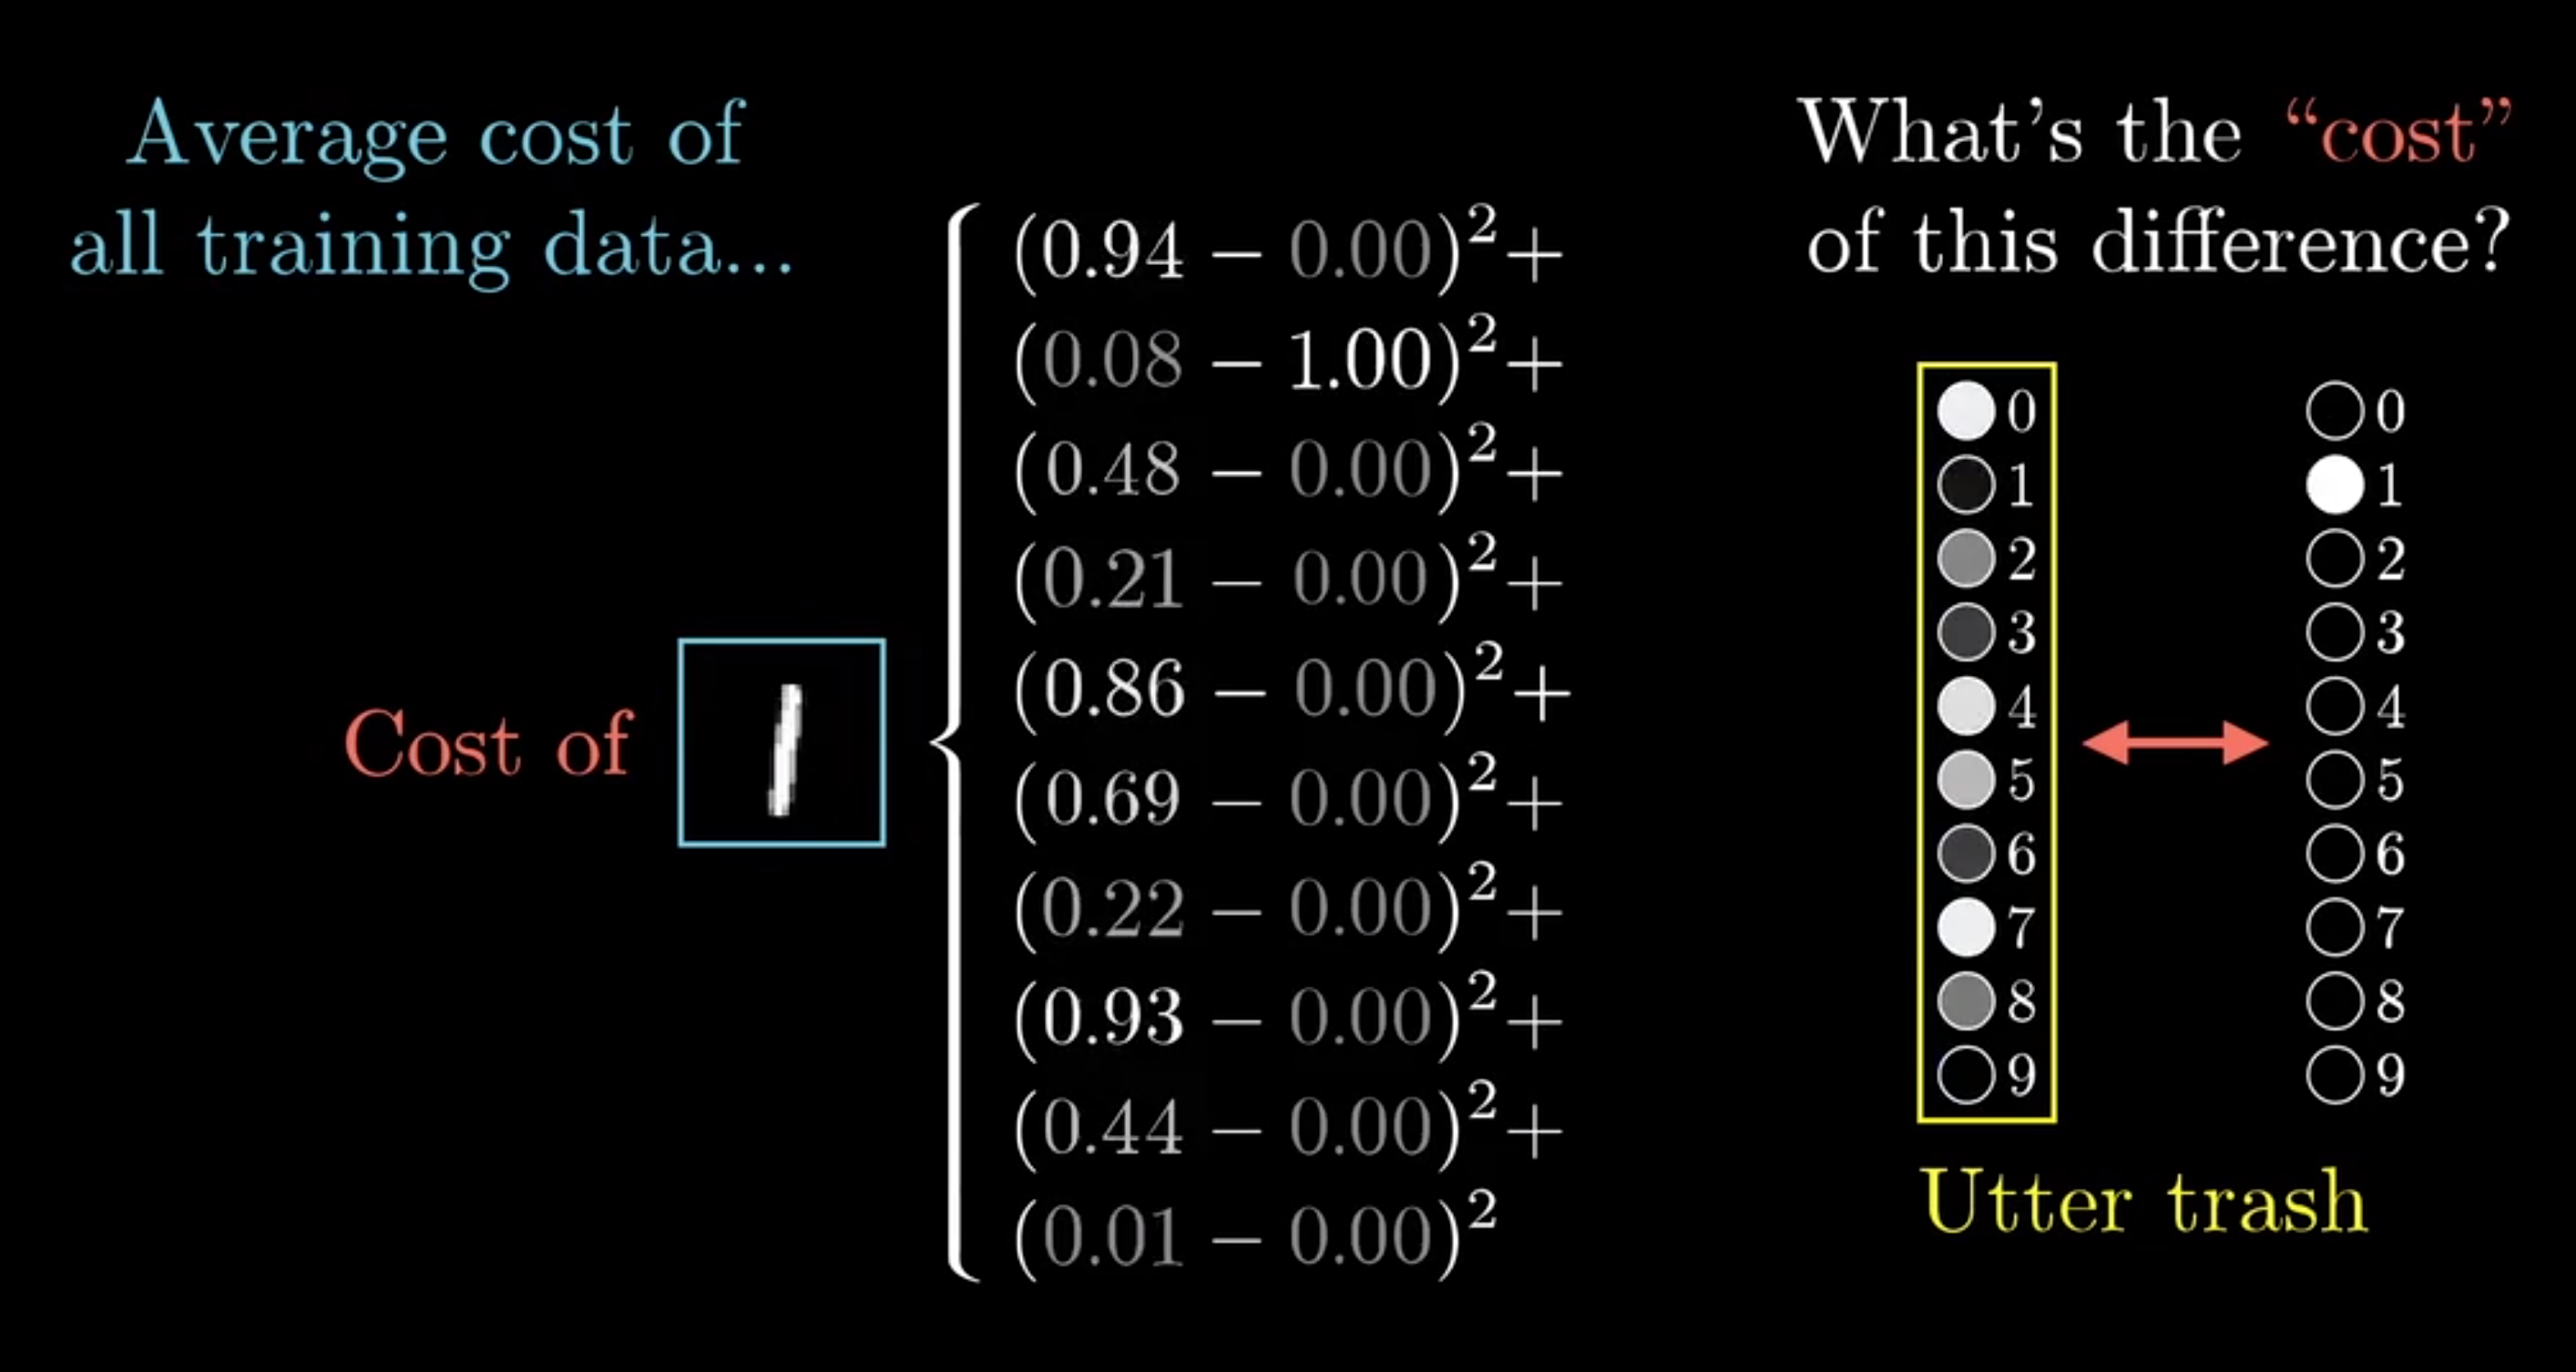 Average cost of
all training data...
What's the “cost”
of this difference?
Cost of
(0.94 − 0.00)²+
(0.08 − 1.00)²+
(0.48 − 0.00)²+
(0.21 − 0.00)²+
(0.86 − 0.00)²+
(0.69 − 0.00)²+
(0.22 − 0.00)²+
(0.93 − 0.00)²+
(0.44 − 0.00)²+
(0.01 − 0.00)²
1
0 0
1 1
2 2
3 3
4 4
5 5
6 6
7 7
8 8
9 9
Utter trash